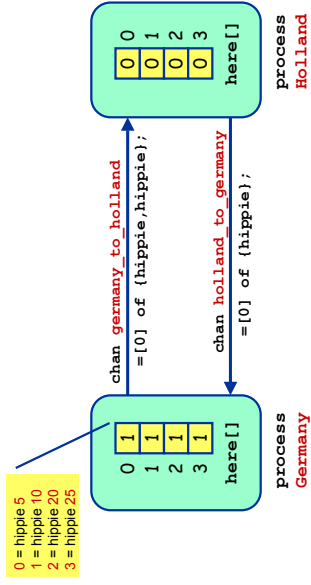 0 = hippie 5
1 = hippie 10
2 = hippie 20
3 = hippie 25
0 1
1 1
2 1
3 1
here[]
process
Germany
chan germany_to_holland
=[0] of {hippie,hippie};
chan holland_to_germany
=[0] of {hippie};
0 0
0 1
0 2
0 3
here[]
process
Holland